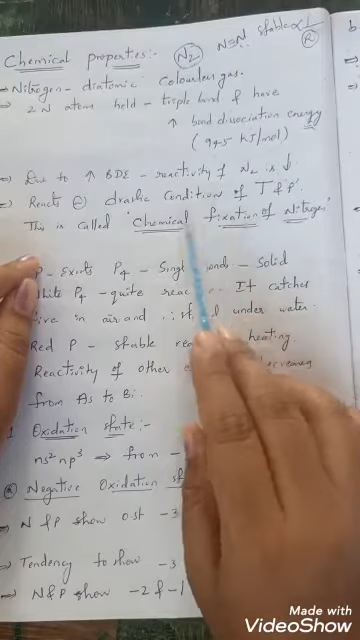 Chemical properties:-
N₂
N≡N
stable ∝ 1/R
⇒ Nitrogen - diatomic colourless gas.
⇒ 2 N atoms held - triple bond & have
↑ bond dissociation energy
(945 kJ/mol)
⇒ Due to ↑ BDE - reactivity of N₂ is ↓.
⇒ Reacts drastic condition of T & P.
This is called 'Chemical fixation of Nitrogen'
P - Exists P₄ - Single bonds - Solid
White P₄ - quite It catches
fire in air and under water.
Red P - stable heating.
Reactivity of other
from As to Bi.
1 Oxidation state:-
ns² np³ ⇒ from -
Negative Oxidation
⇒ N & P show o.st -3
⇒ Tendency to show -3
⇒ N & P show -2 & -1
Made with
VideoShow